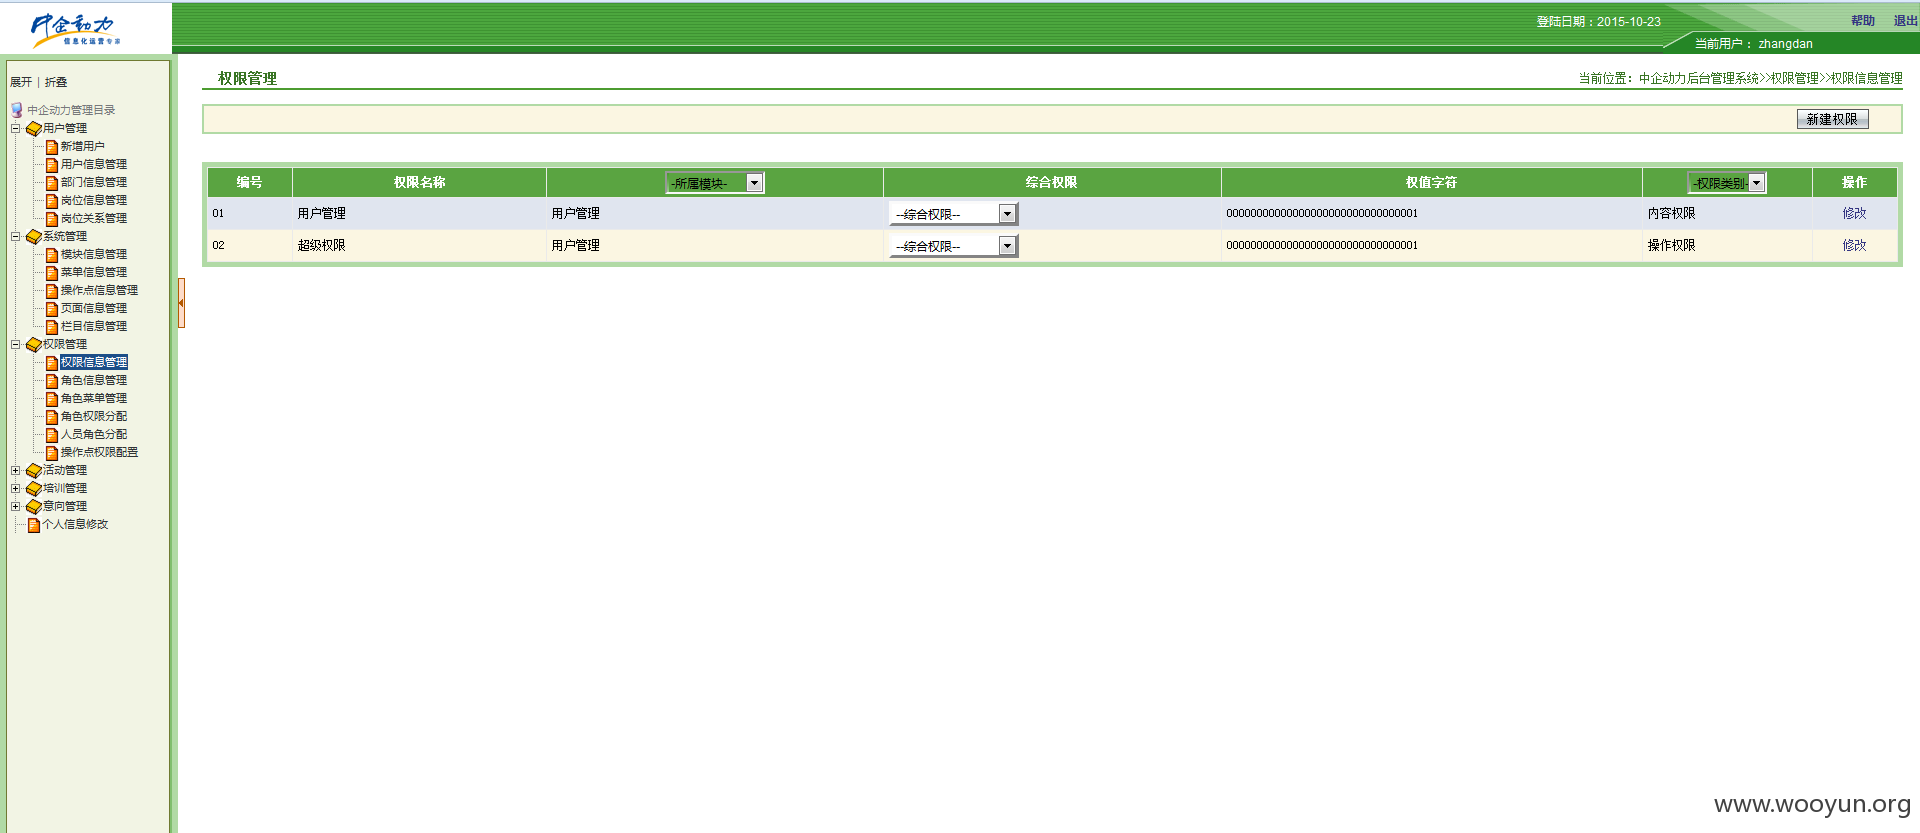 中企动力
信息化运营专家
登陆日期：2015-10-23
帮助 退出
当前用户： zhangdan
展开 | 折叠
中企动力管理目录
用户管理
新增用户
用户信息管理
部门信息管理
岗位信息管理
岗位关系管理
系统管理
模块信息管理
菜单信息管理
操作点信息管理
页面信息管理
栏目信息管理
权限管理
权限信息管理
角色信息管理
角色菜单管理
角色权限分配
人员角色分配
操作点权限配置
活动管理
培训管理
意向管理
个人信息修改
权限管理
当前位置：中企动力后台管理系统>>权限管理>>权限信息管理
新建权限
编号 权限名称 -所属模块- 综合权限 权值字符 -权限类别- 操作
01 用户管理 用户管理 --综合权限-- 00000000000000000000000000000001 内容权限 修改
02 超级权限 用户管理 --综合权限-- 00000000000000000000000000000001 操作权限 修改
www.wooyun.org